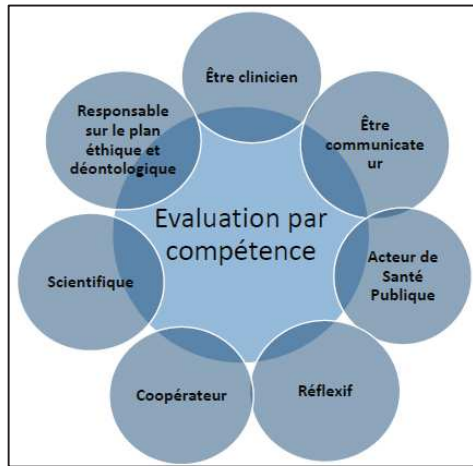 Être clinicien
Responsable
sur le plan
éthique et
déontologique
Être
communicate
ur
Evaluation par
compétence
Scientifique
Acteur de
Santé
Publique
Coopérateur
Réflexif